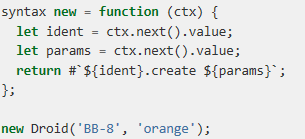 syntax new = function (ctx) {
  let ident = ctx.next().value;
  let params = ctx.next().value;
  return #`${ident}.create ${params}`;
};

new Droid('BB-8', 'orange');